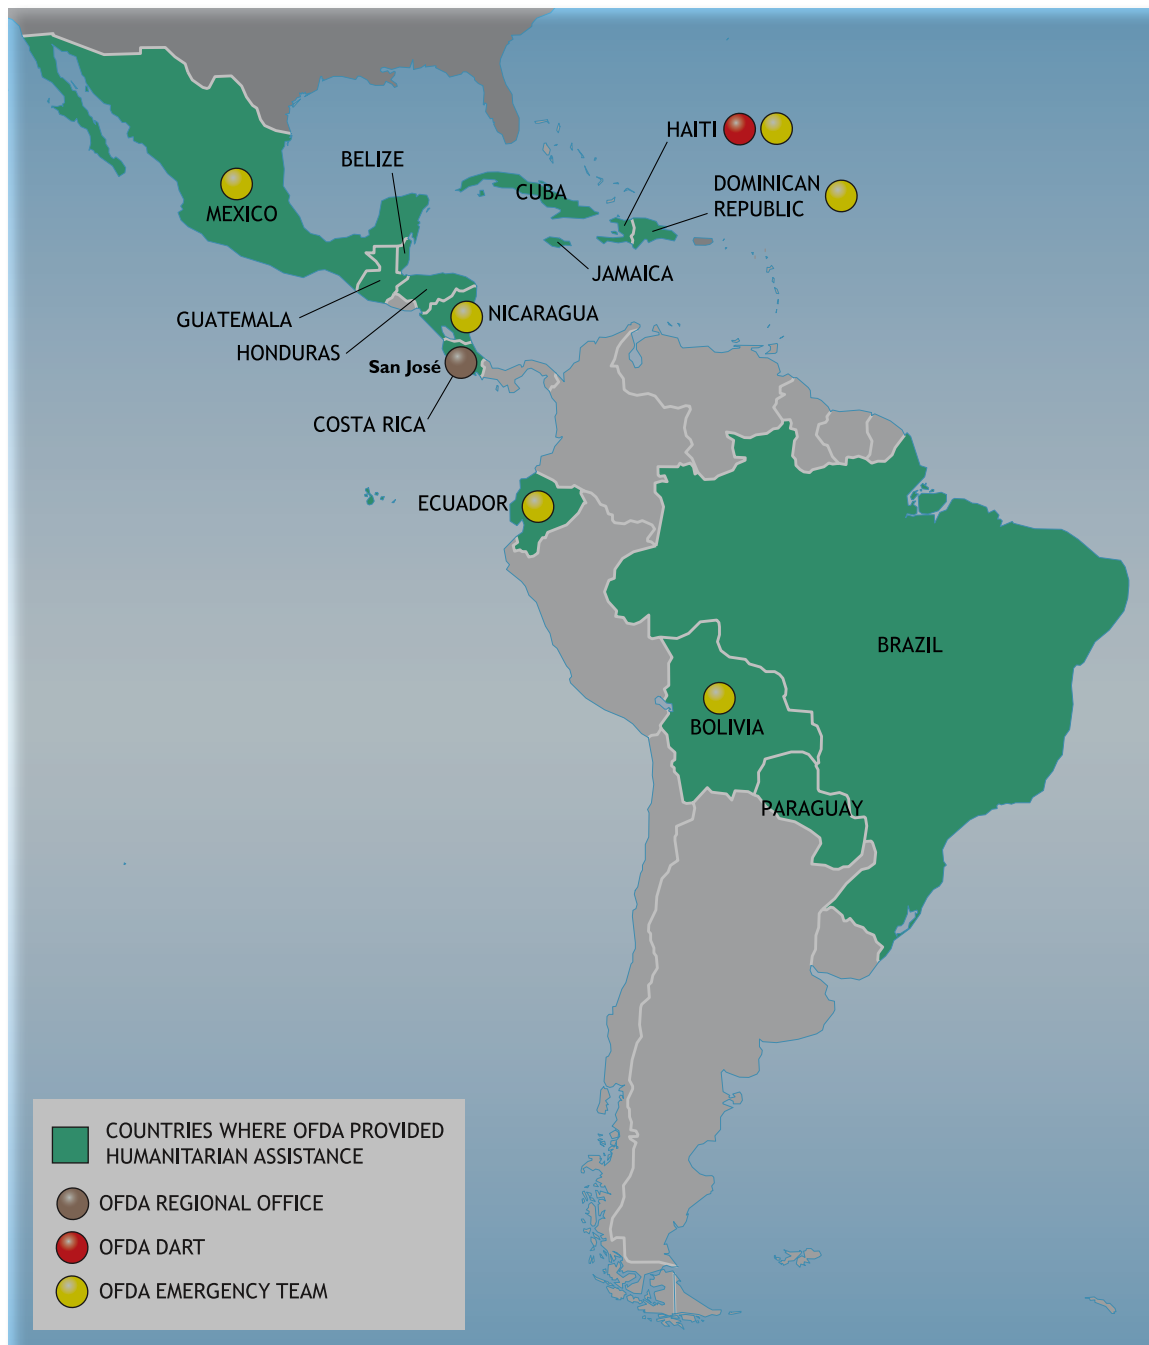 HAITI
BELIZE
DOMINICAN
REPUBLIC
CUBA
MEXICO
JAMAICA
GUATEMALA
NICARAGUA
HONDURAS
San José
COSTA RICA
ECUADOR
BRAZIL
BOLIVIA
PARAGUAY
COUNTRIES WHERE OFDA PROVIDED
HUMANITARIAN ASSISTANCE
OFDA REGIONAL OFFICE
OFDA DART
OFDA EMERGENCY TEAM